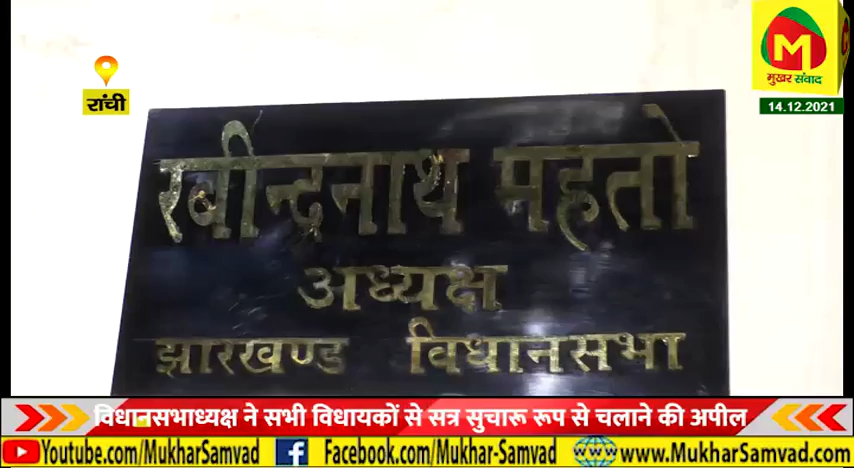 M
मुखर संवाद
14.12.2021
रांची
रबीन्द्रनाथ महतो
अध्यक्ष
झारखण्ड विधानसभा
विधानसभाध्यक्ष ने सभी विधायकों से सत्र सुचारू रूप से चलाने की अपील
Youtube.com/MukharSamvad Facebook.com/Mukhar-Samvad www.MukharSamvad.com